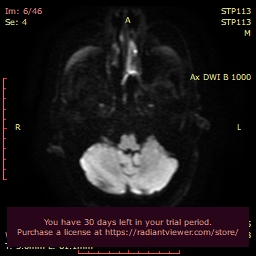 Im: 6/46
Se: 4
STP113
STP113
M
A
Ax DWI B 1000
R
L
You have 30 days left in your trial period.
Purchase a license at https://radiantviewer.com/store/